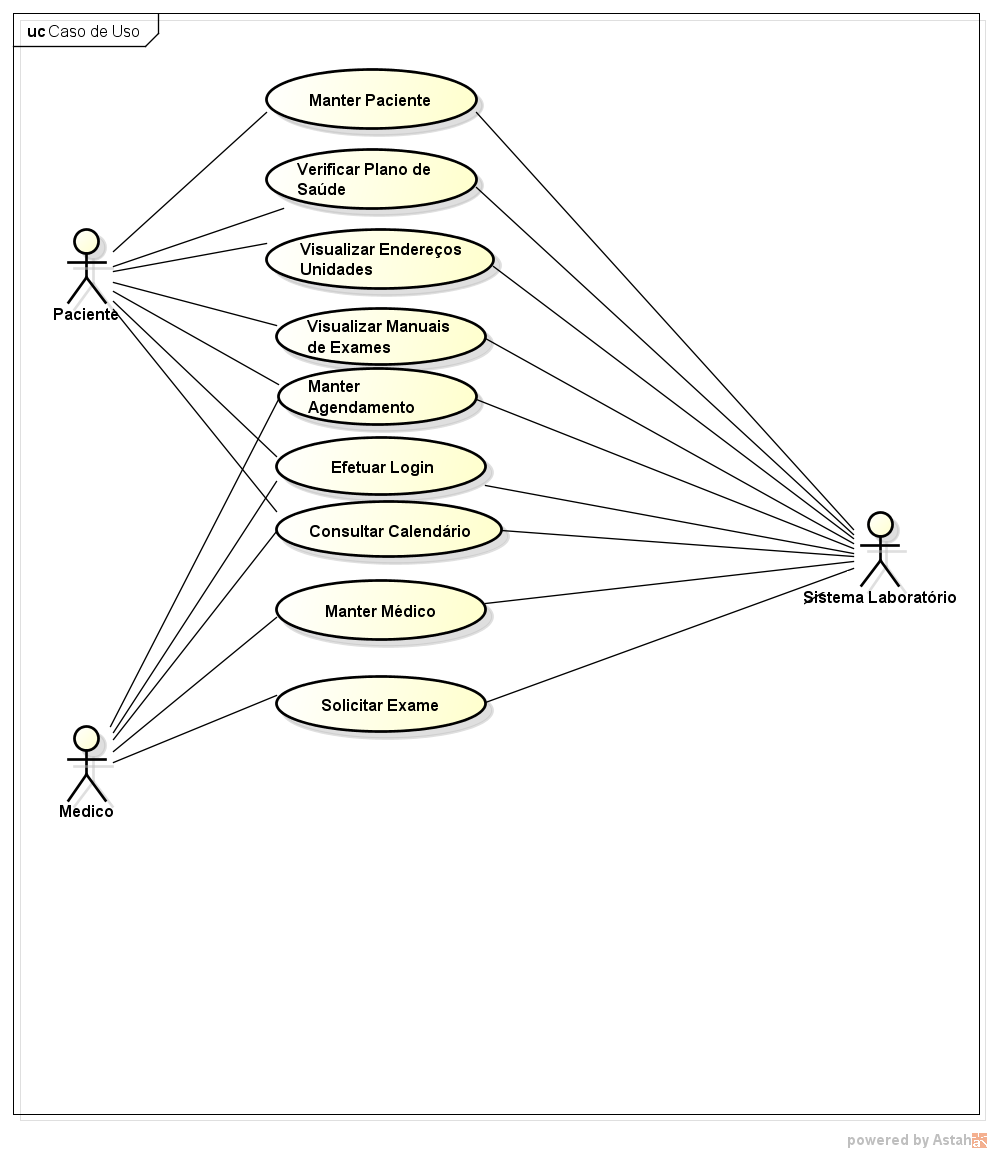 uc Caso de Uso
Manter Paciente
Verificar Plano de
Saúde
Visualizar Endereços
Unidades
Paciente
Visualizar Manuais
de Exames
Manter
Agendamento
Efetuar Login
Consultar Calendário
Sistema Laboratório
Manter Médico
Solicitar Exame
Medico
powered by Astah